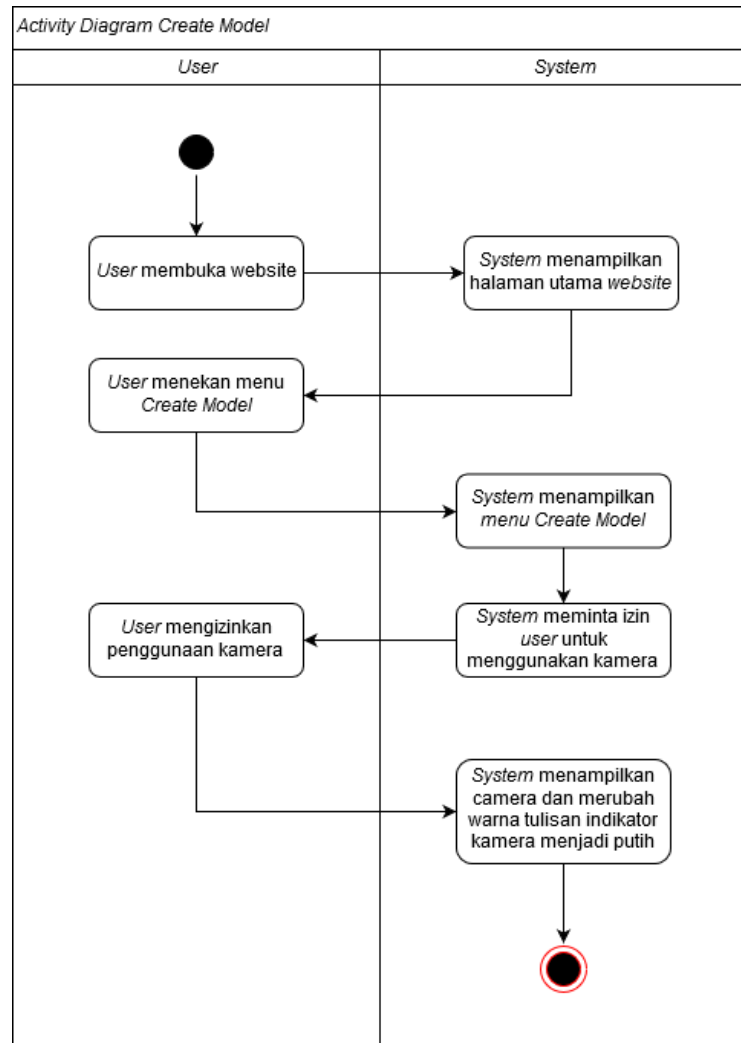 Activity Diagram Create Model
User
System
User membuka website
System menampilkan
halaman utama website
User menekan menu
Create Model
System menampilkan
menu Create Model
System meminta izin
user untuk
menggunakan kamera
User mengizinkan
penggunaan kamera
System menampilkan
camera dan merubah
warna tulisan indikator
kamera menjadi putih